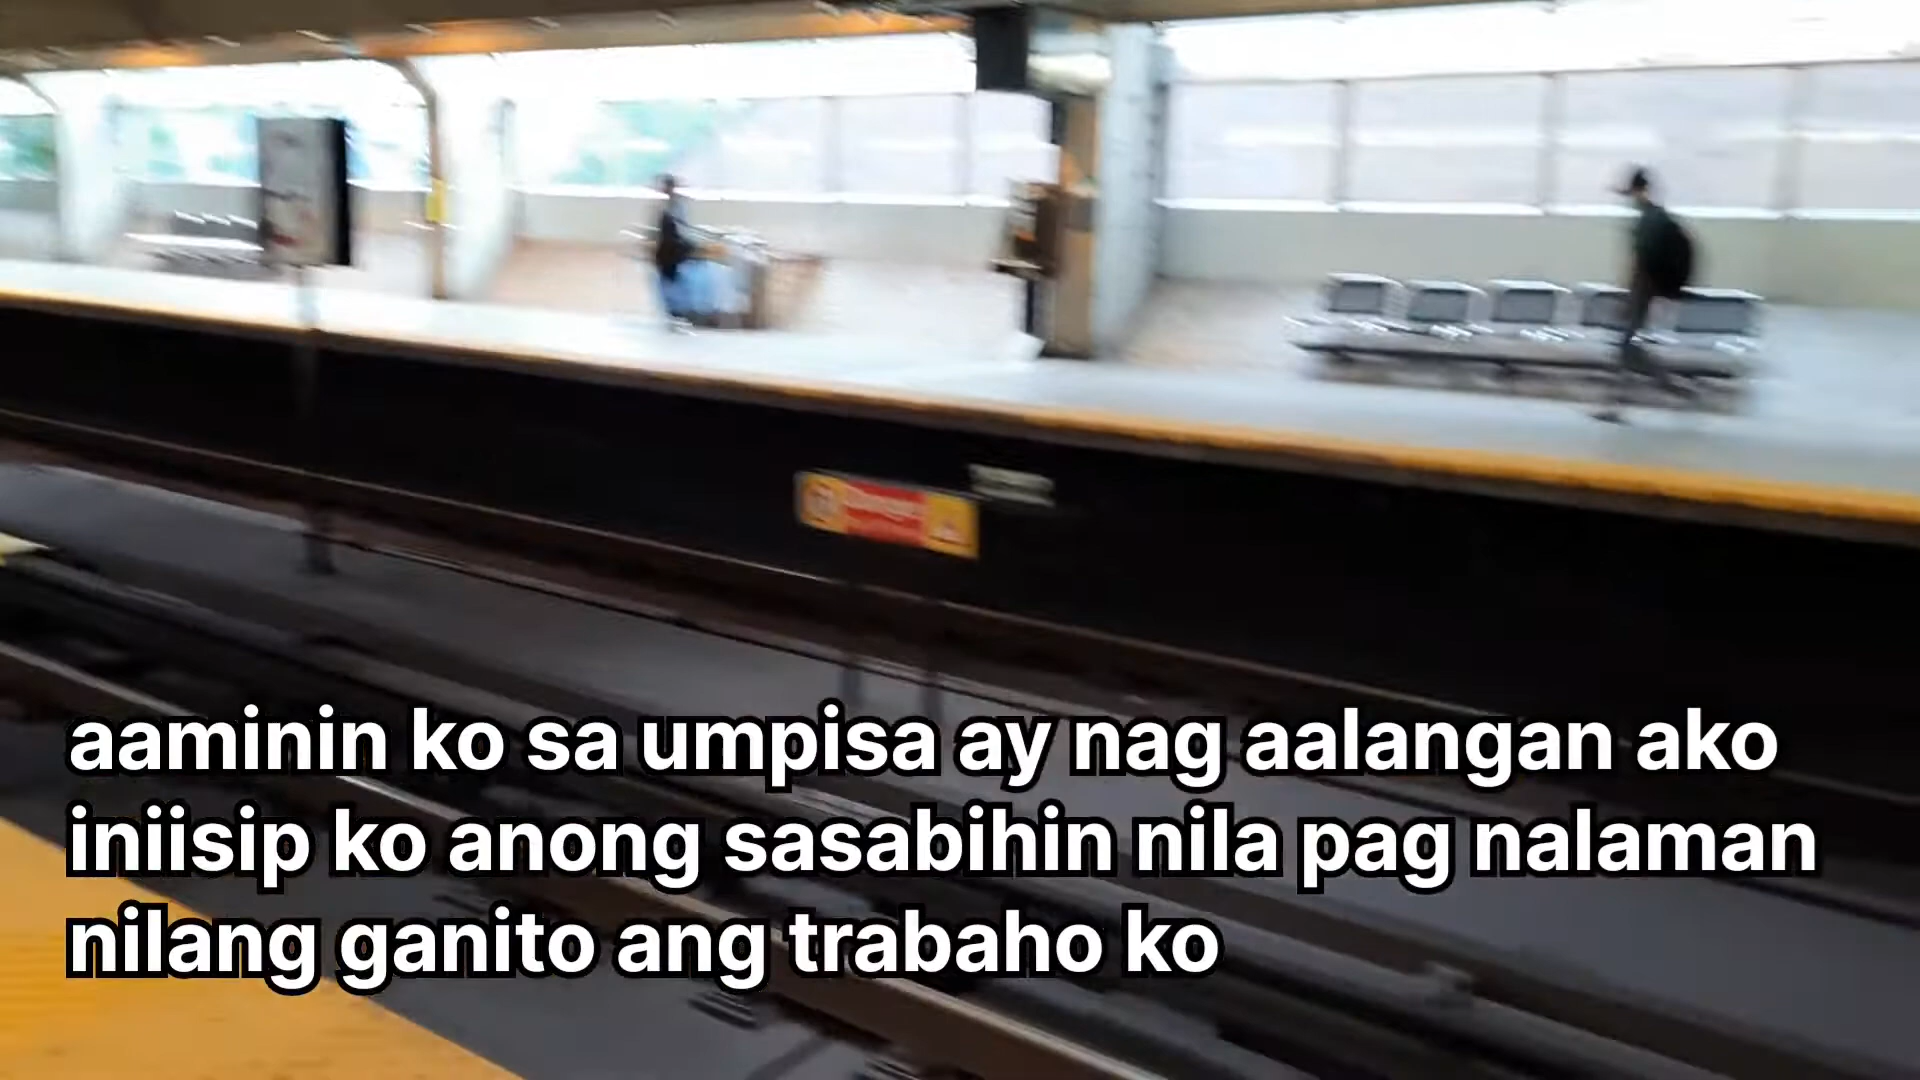 aaminin ko sa umpisa ay nag aalangan ako
iniisip ko anong sasabihin nila pag nalaman
nilang ganito ang trabaho ko